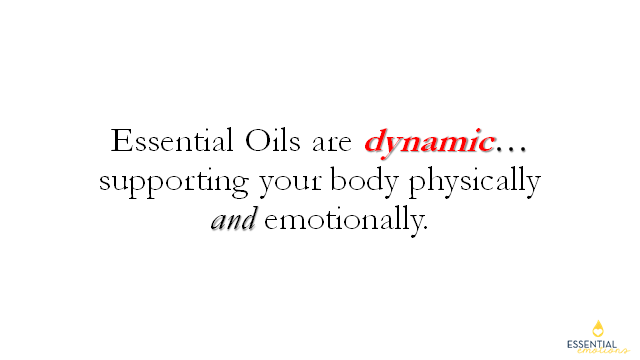 Essential Oils are dynamic…
supporting your body physically
and emotionally.
ESSENTIAL
emotions